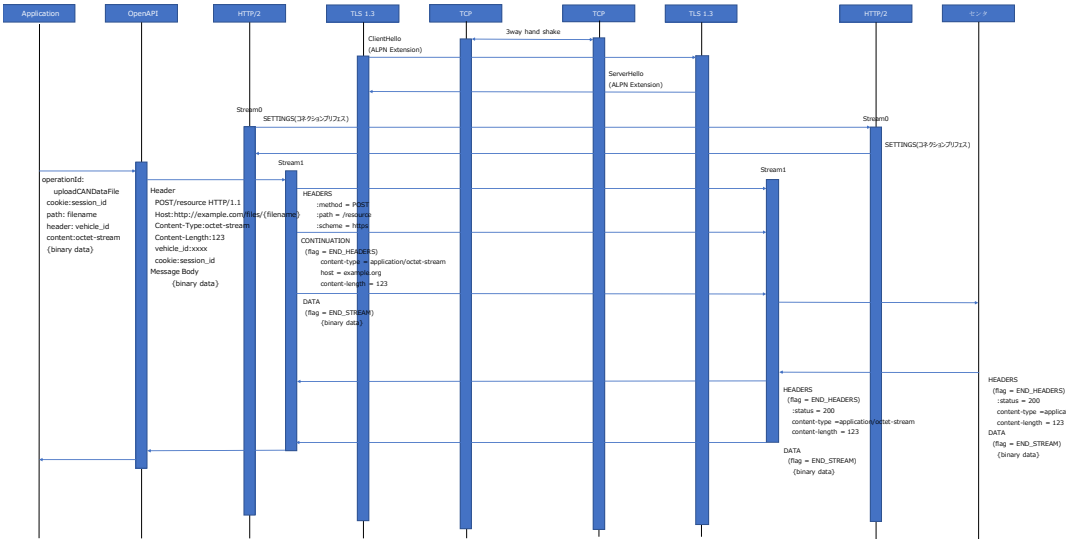 Application
OpenAPI
HTTP/2
TLS 1.3
TCP
TCP
TLS 1.3
HTTP/2
センタ
3way hand shake
ClientHello
(ALPN Extension)
ServerHello
(ALPN Extension)
Stream0
SETTINGS(コネクションプリフェス)
Stream0
SETTINGS(コネクションプリフェス)
Stream1
Stream1
operationId:
uploadCANDataFile
cookie:session_id
path: filename
header: vehicle_id
content:octet-stream
{binary data}
Header
POST/resource HTTP/1.1
Host:http://example.com/files/{filename}
Content-Type:octet-stream
Content-Length:123
vehicle_id:xxxx
cookie:session_id
Message Body
{binary data}
HEADERS
:method = POST
:path = /resource
:scheme = https
CONTINUATION
(flag = END_HEADERS)
content-type = application/octet-stream
host = example.org
content-length = 123
DATA
(flag = END_STREAM)
{binary data}
HEADERS
(flag = END_HEADERS)
:status = 200
content-type =application/octet-stream
content-length = 123
DATA
(flag = END_STREAM)
{binary data}
HEADERS
(flag = END_HEADERS)
:status = 200
content-type =applica
content-length = 123
DATA
(flag = END_STREAM)
{binary data}